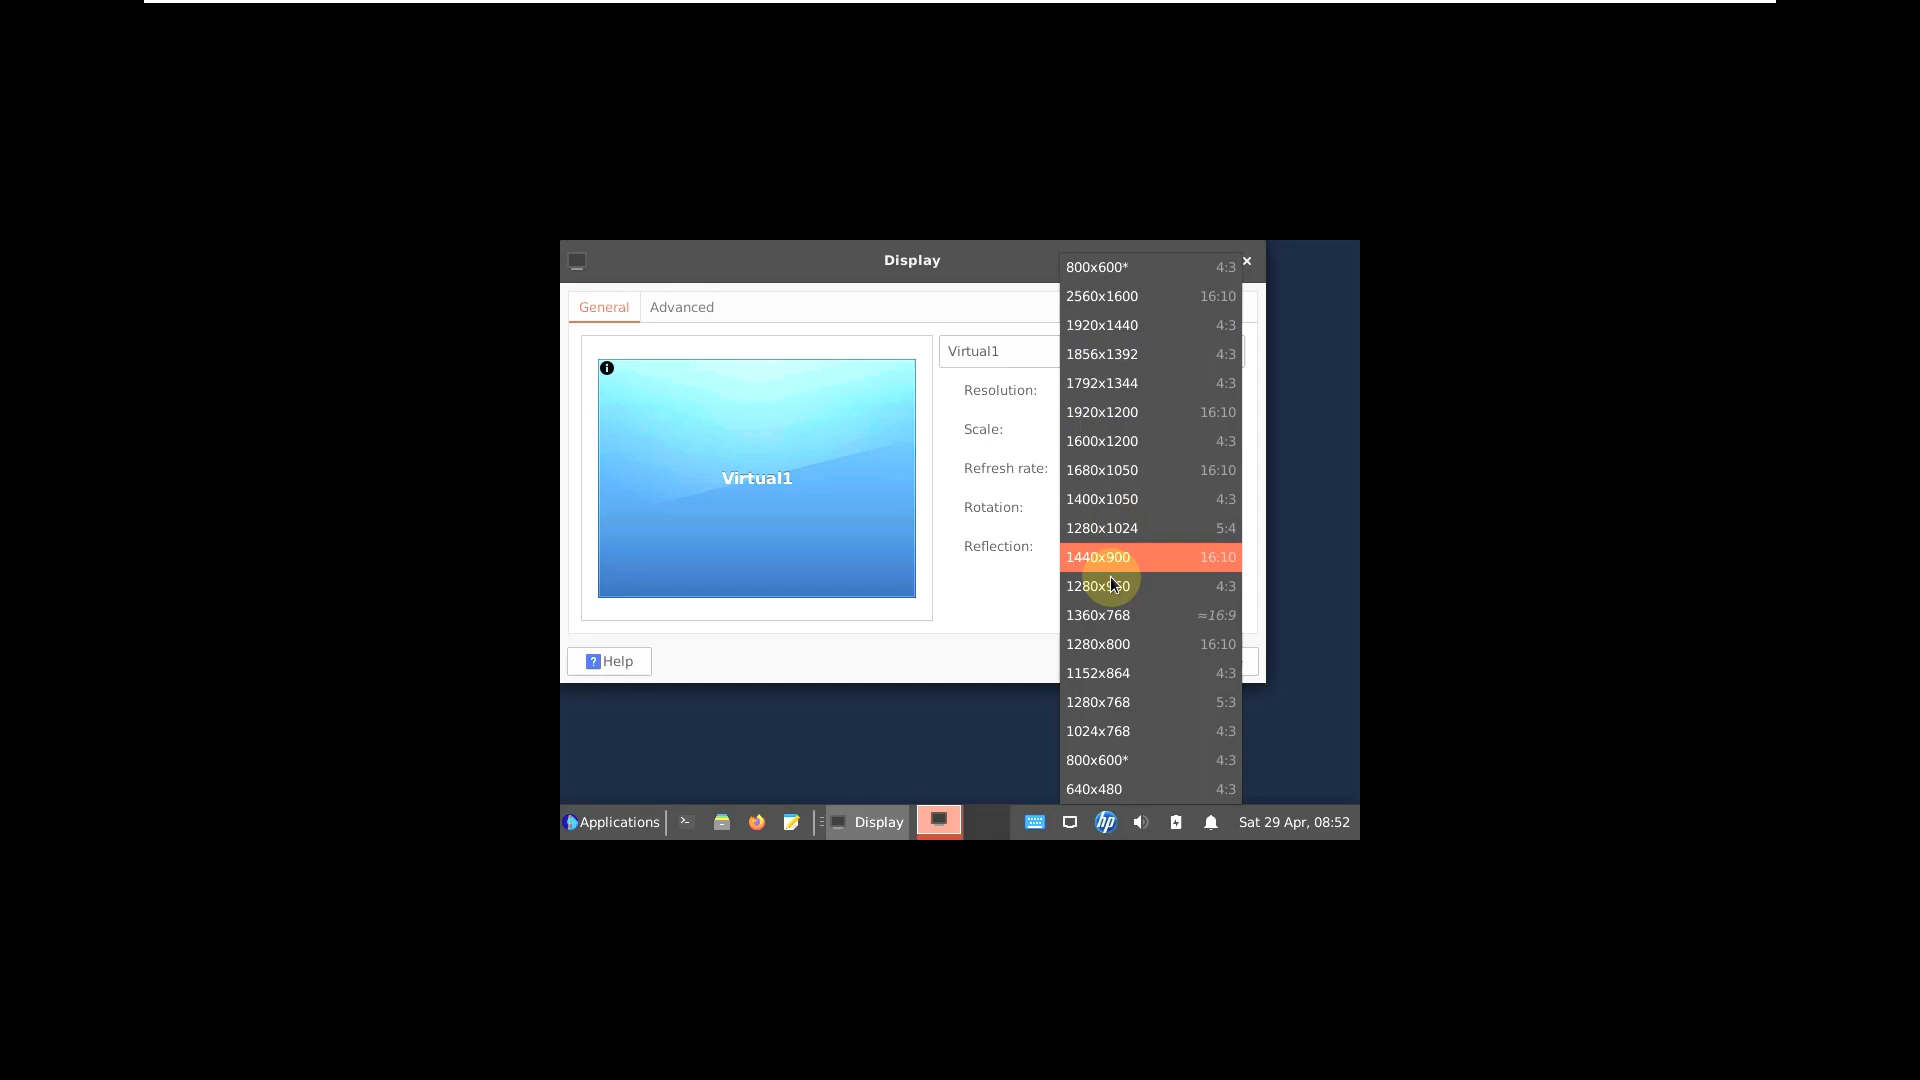 Display
General
Advanced
Virtual1
Virtual1
Resolution:
Scale:
Refresh rate:
Rotation:
Reflection:
800x600* 4:3
2560x1600 16:10
1920x1440 4:3
1856x1392 4:3
1792x1344 4:3
1920x1200 16:10
1600x1200 4:3
1680x1050 16:10
1400x1050 4:3
1280x1024 5:4
1440x900 16:10
1280x960 4:3
1360x768 ≈16:9
1280x800 16:10
1152x864 4:3
1280x768 5:3
1024x768 4:3
800x600* 4:3
640x480 4:3
? Help
Applications
Display
hp
Sat 29 Apr, 08:52